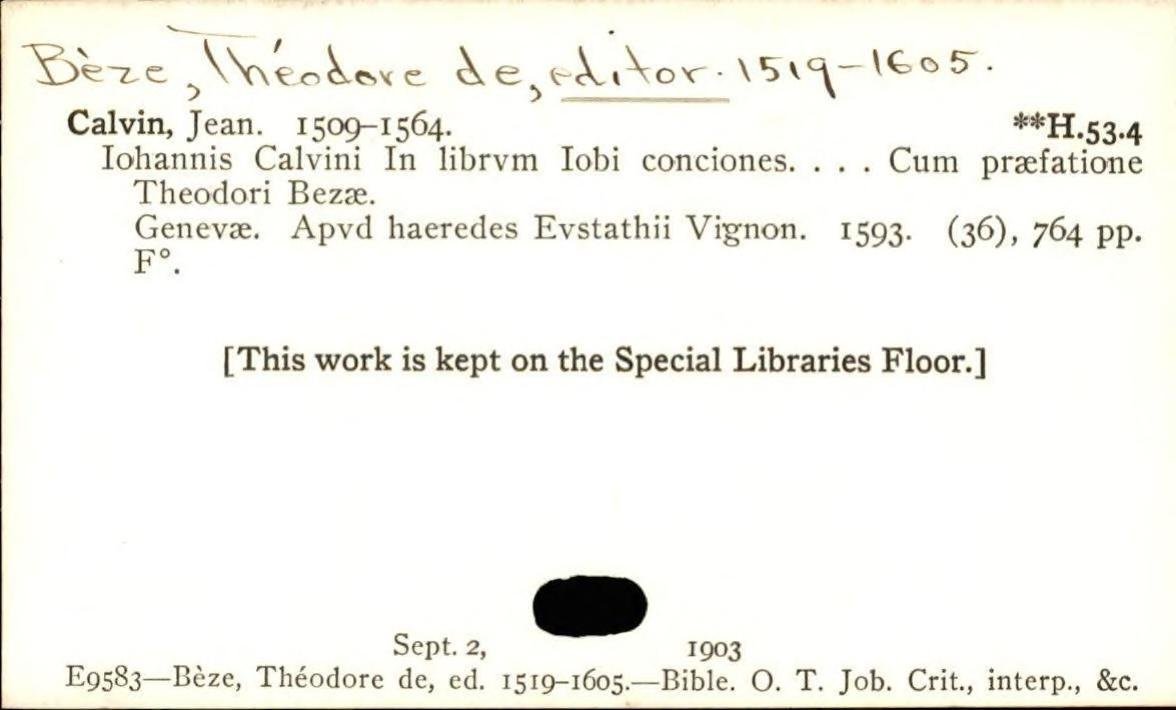 Bèze, Théodore de, editor. 1519-1605.
Calvin, Jean. 1509–1564. **H.53.4
Iohannis Calvini In librvm Iobi conciones. . . . Cum præfatione
Theodori Bezæ.
Genevæ. Apvd haeredes Evstathii Vignon. 1593. (36), 764 pp.
F°.
[This work is kept on the Special Libraries Floor.]
Sept. 2, 1903
E9583—Bèze, Théodore de, ed. 1519–1605.—Bible. O. T. Job. Crit., interp., &c.